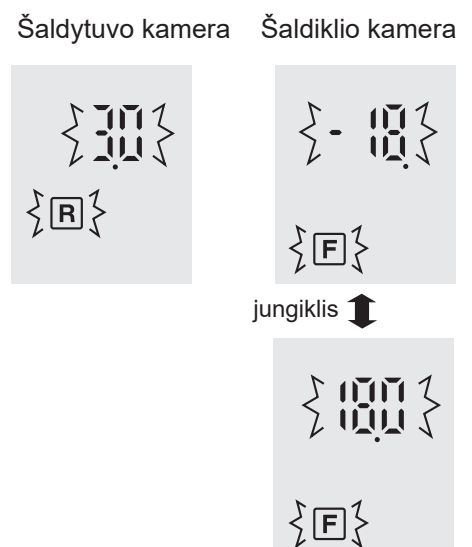 Šaldytuvo kamera Šaldiklio kamera
3.0 - 18.
R F
jungiklis
18.0
F